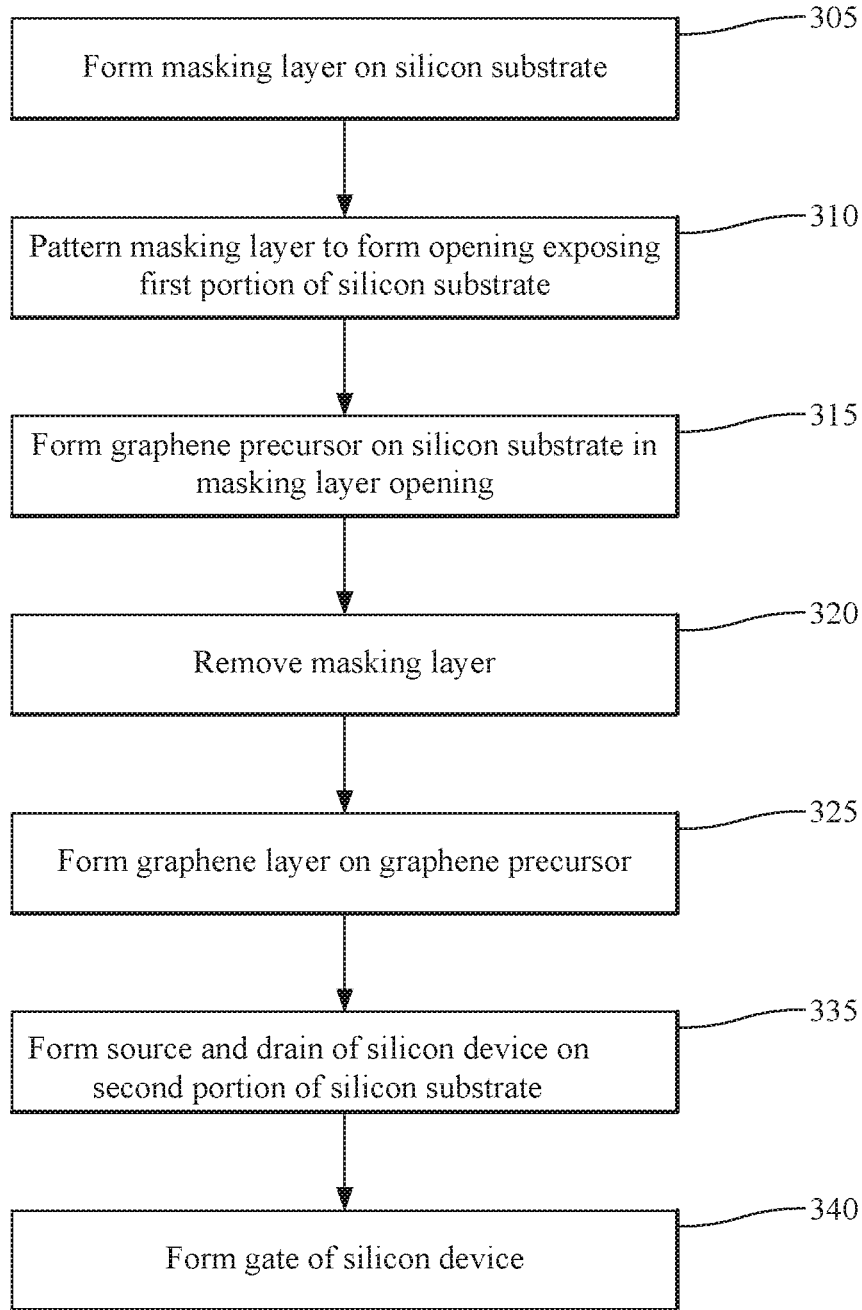 305
Form masking layer on silicon substrate
310
Pattern masking layer to form opening exposing
first portion of silicon substrate
315
Form graphene precursor on silicon substrate in
masking layer opening
320
Remove masking layer
325
Form graphene layer on graphene precursor
335
Form source and drain of silicon device on
second portion of silicon substrate
340
Form gate of silicon device